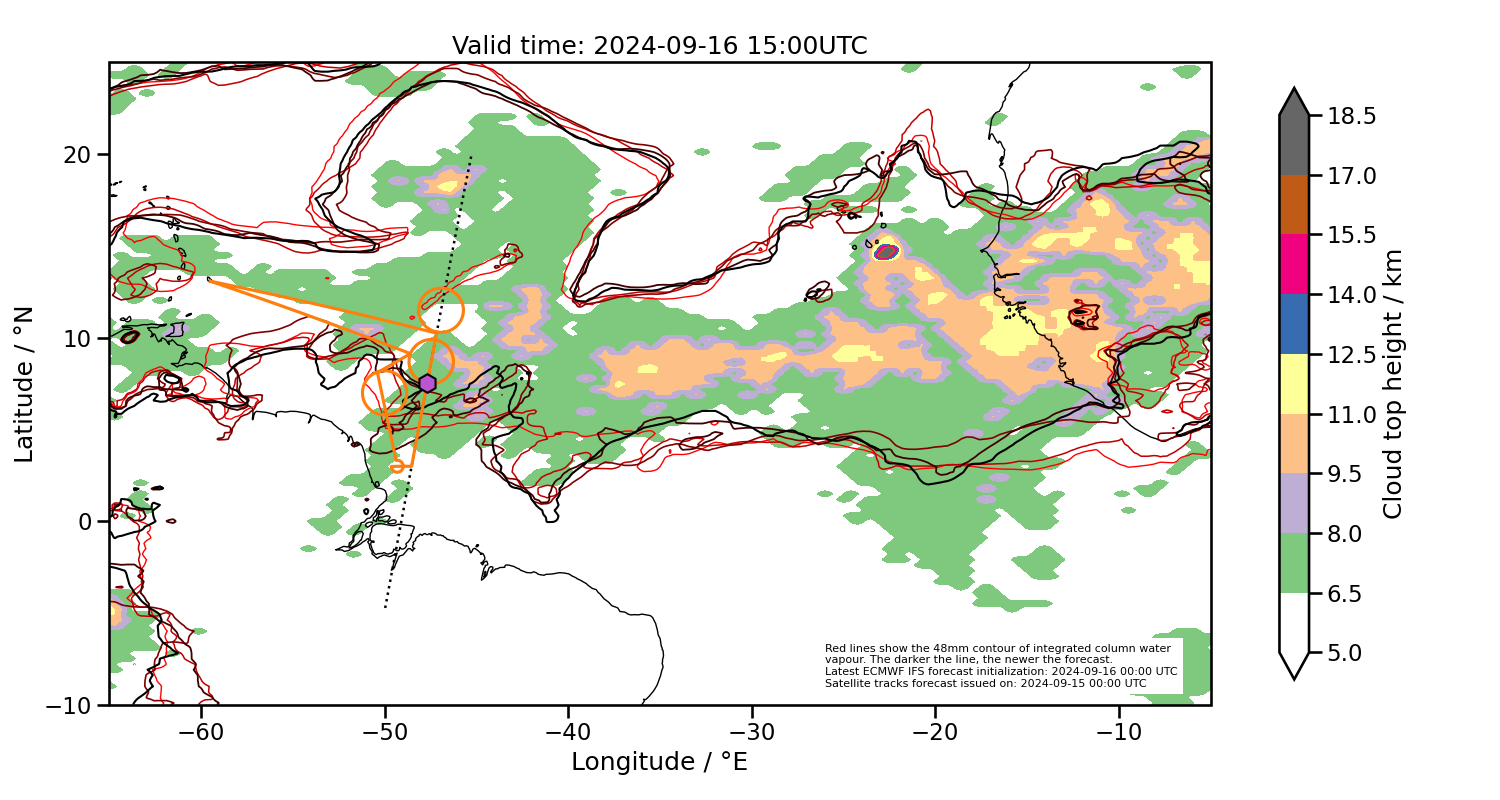 Valid time: 2024-09-16 15:00UTC
20
10
0
−10
Latitude / °N
−60
−50
−40
−30
−20
−10
Longitude / °E
Red lines show the 48mm contour of integrated column water
vapour. The darker the line, the newer the forecast.
Latest ECMWF IFS forecast initialization: 2024-09-16 00:00 UTC
Satellite tracks forecast issued on: 2024-09-15 00:00 UTC
18.5
17.0
15.5
14.0
12.5
11.0
9.5
8.0
6.5
5.0
Cloud top height / km